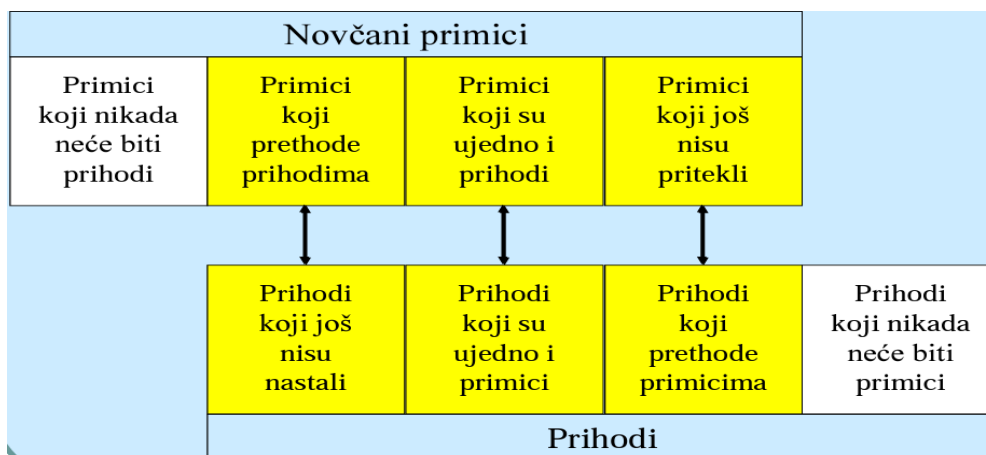 Novčani primici
Primici
koji nikada
neće biti
prihodi
Primici
koji
prethode
prihodima
Primici
koji su
ujedno i
prihodi
Primici
koji još
nisu
pritekli
Prihodi
koji još
nisu
nastali
Prihodi
koji su
ujedno i
primici
Prihodi
koji
prethode
primicima
Prihodi
koji nikada
neće biti
primici
Prihodi